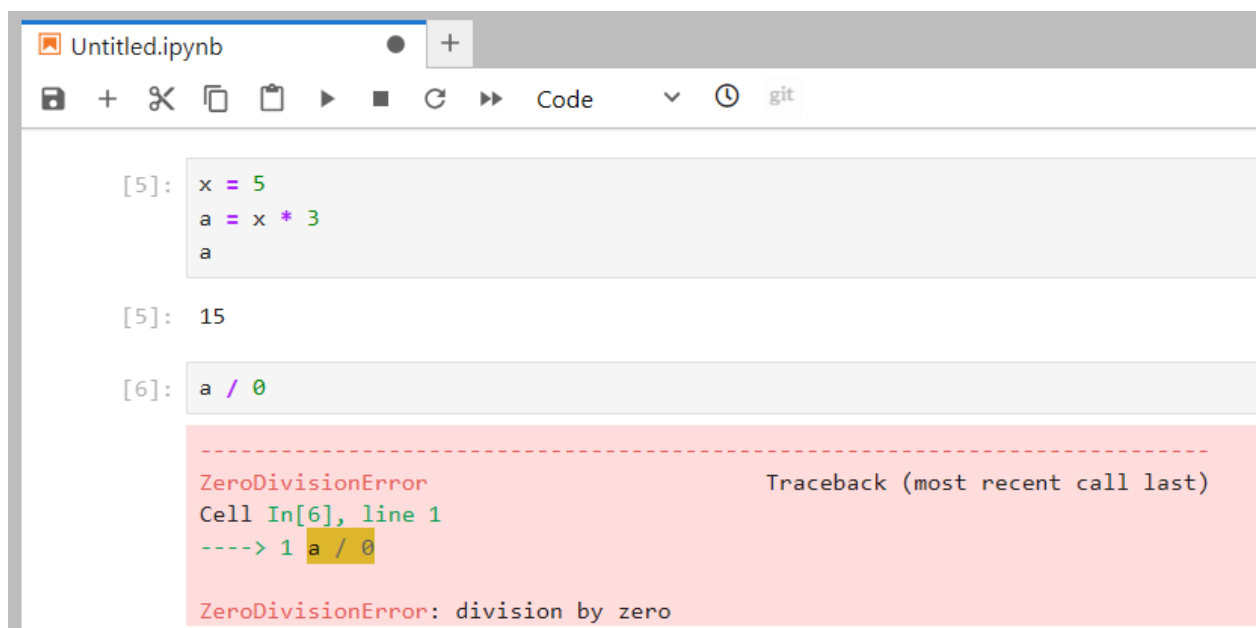 Untitled.ipynb
Code git
[5]: x = 5
a = x * 3
a
[5]: 15
[6]: a / 0
---------------------------------------------------------------------------
ZeroDivisionError                         Traceback (most recent call last)
Cell In[6], line 1
----> 1 a / 0

ZeroDivisionError: division by zero